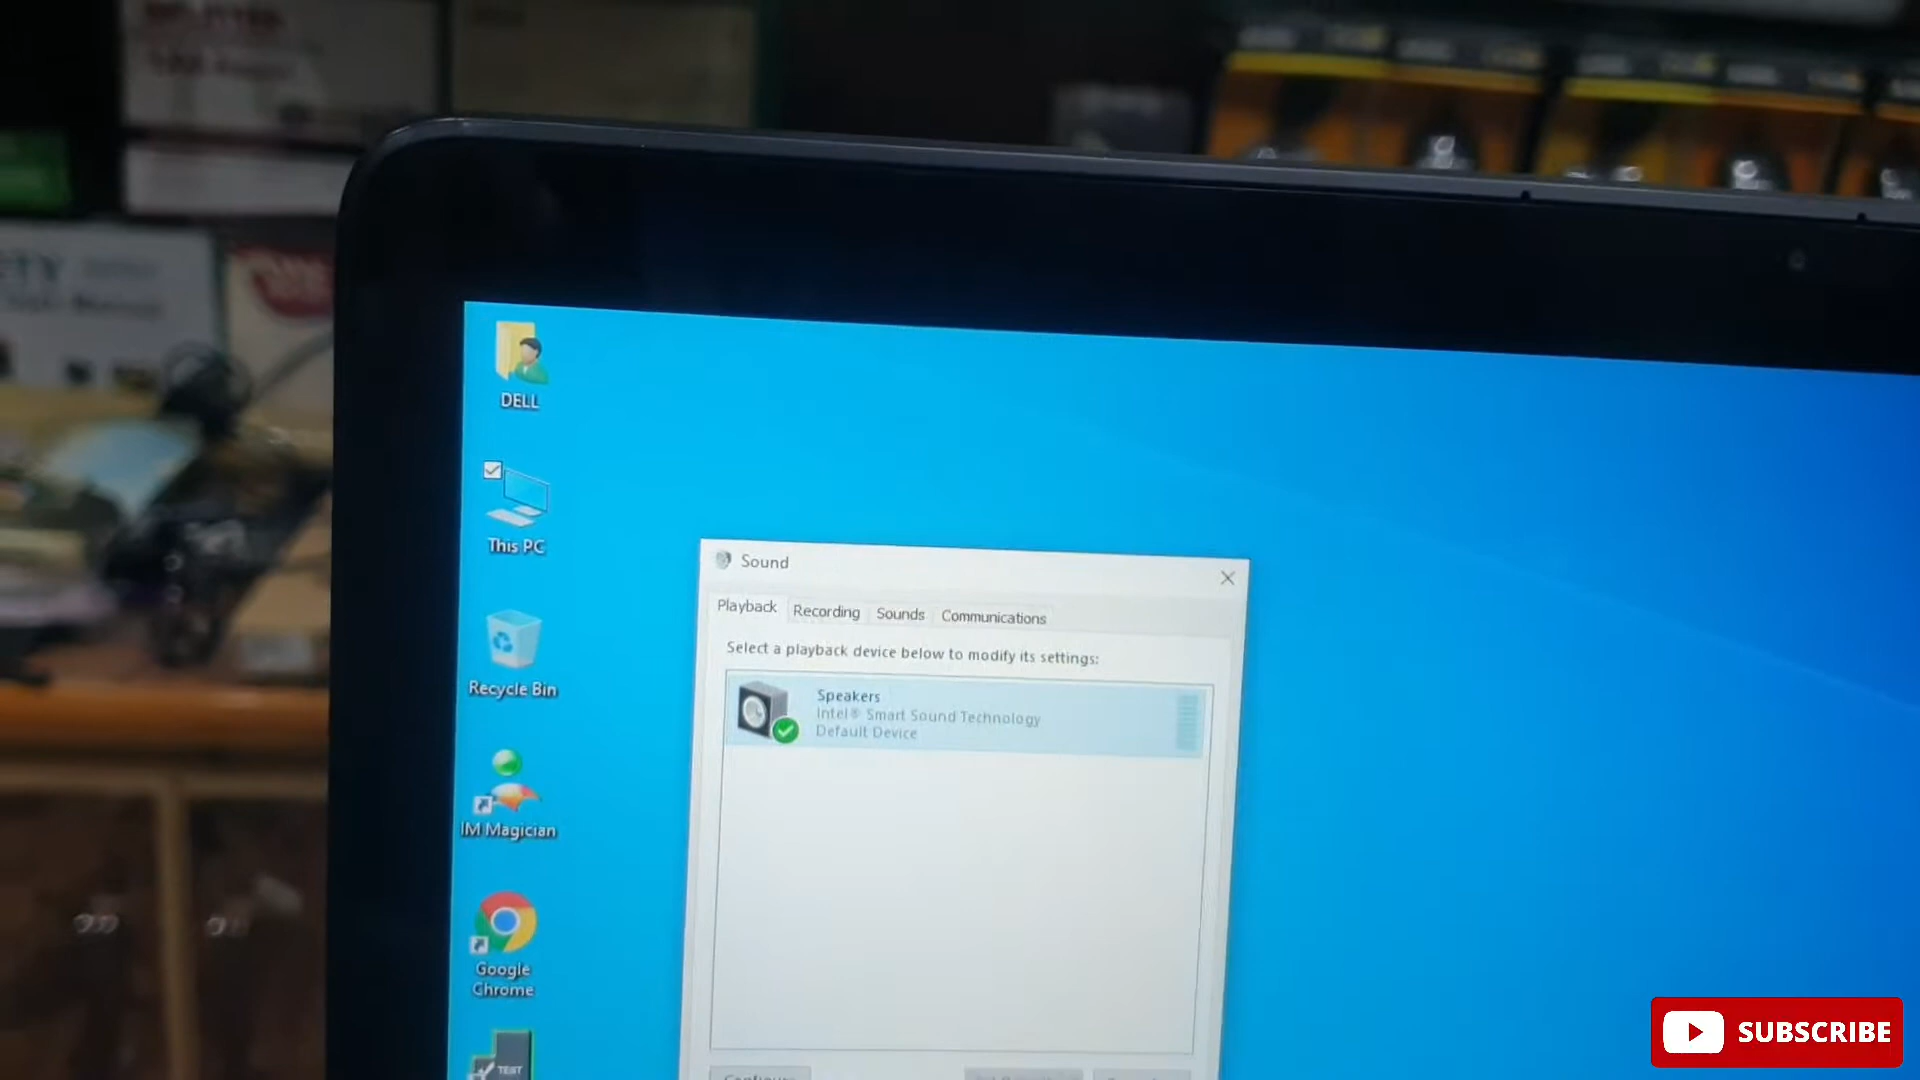 DELL
This PC
Recycle Bin
IM Magician
Google
Chrome
TEST
Sound
Playback Recording Sounds Communications
Select a playback device below to modify its settings:
Speakers
Intel® Smart Sound Technology
Default Device
SUBSCRIBE